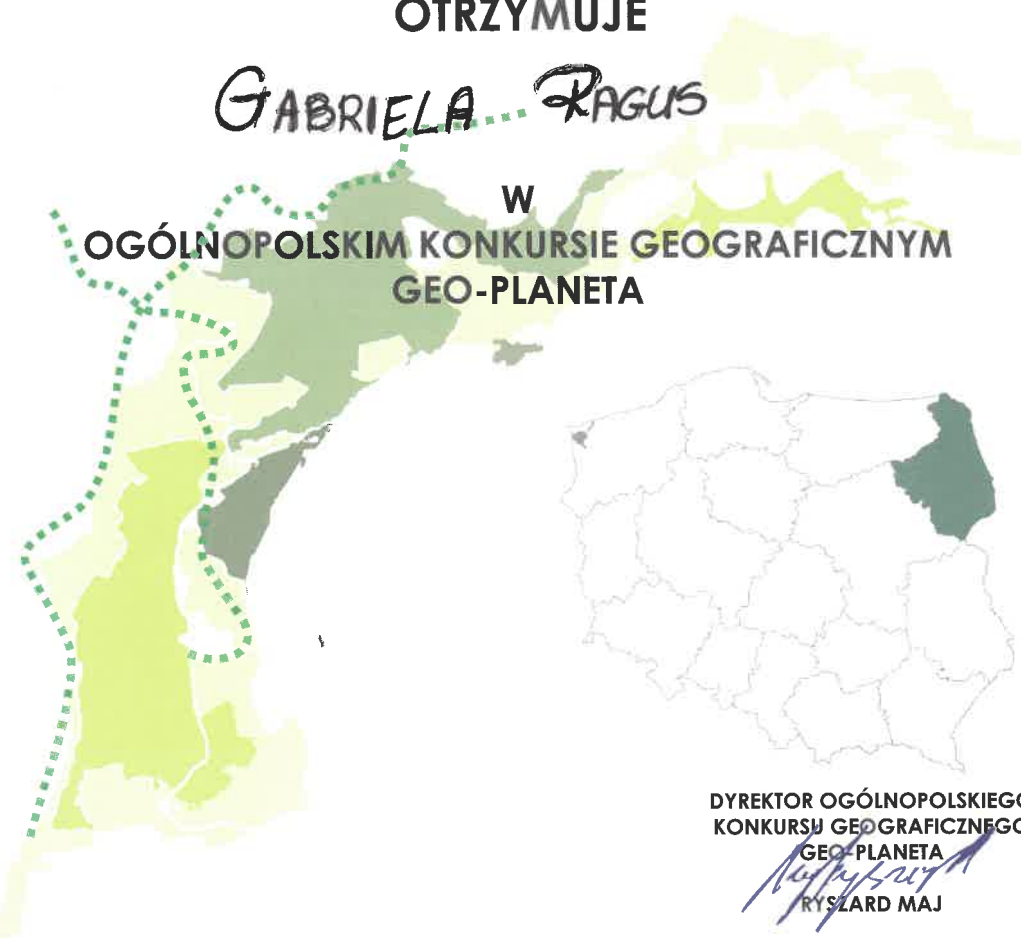 OTRZYMUJE
GABRIELA RAGUS
W
OGÓLNOPOLSKIM KONKURSIE GEOGRAFICZNYM
GEO-PLANETA
DYREKTOR OGÓLNOPOLSKIEGO
KONKURSU GEOGRAFICZNEGO
GEO-PLANETA
RYSZARD MAJ